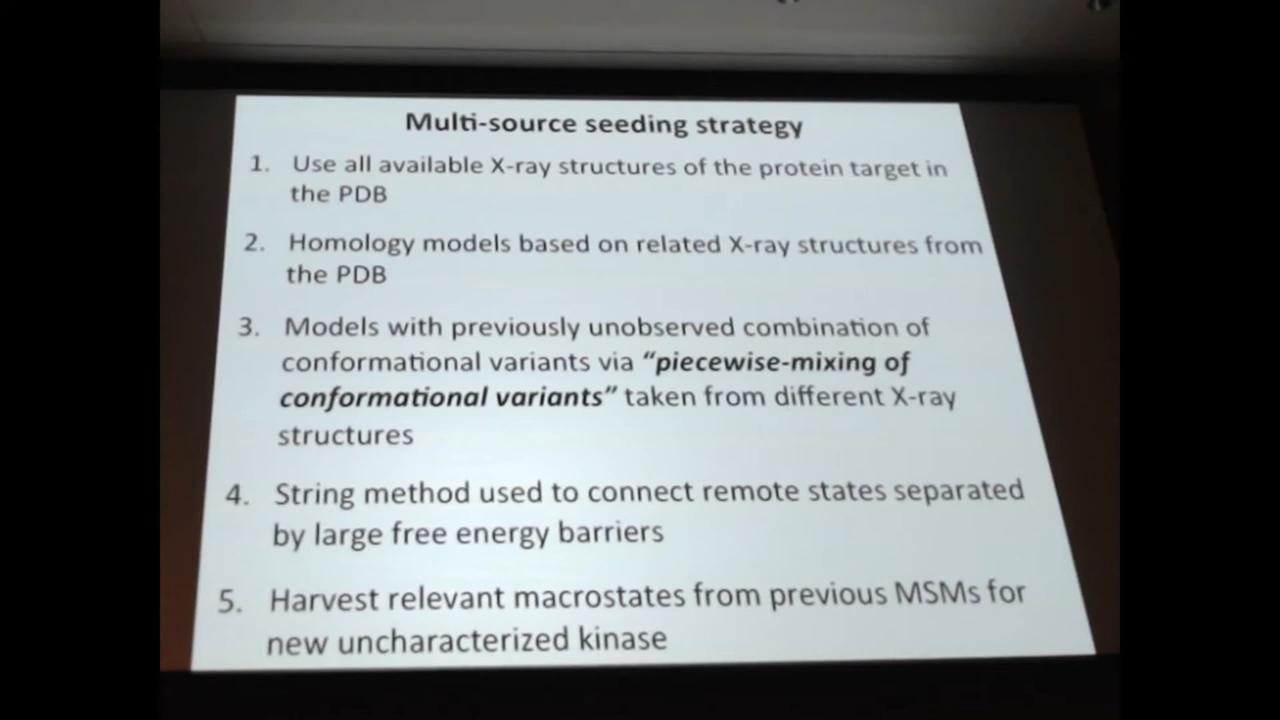 Multi-source seeding strategy
1. Use all available X-ray structures of the protein target in
the PDB
2. Homology models based on related X-ray structures from
the PDB
3. Models with previously unobserved combination of
conformational variants via “piecewise-mixing of
conformational variants” taken from different X-ray
structures
4. String method used to connect remote states separated
by large free energy barriers
5. Harvest relevant macrostates from previous MSMs for
new uncharacterized kinase